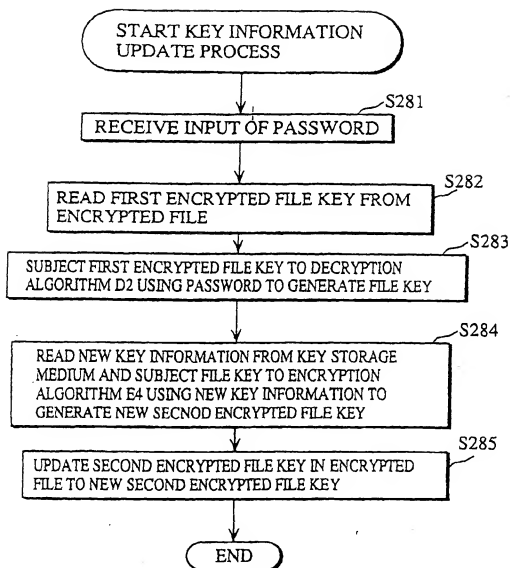 START KEY INFORMATION
UPDATE PROCESS
S281
RECEIVE INPUT OF PASSWORD
S282
READ FIRST ENCRYPTED FILE KEY FROM
ENCRYPTED FILE
S283
SUBJECT FIRST ENCRYPTED FILE KEY TO DECRYPTION
ALGORITHM D2 USING PASSWORD TO GENERATE FILE KEY
S284
READ NEW KEY INFORMATION FROM KEY STORAGE
MEDIUM AND SUBJECT FILE KEY TO ENCRYPTION
ALGORITHM E4 USING NEW KEY INFORMATION TO
GENERATE NEW SECNOD ENCRYPTED FILE KEY
S285
UPDATE SECOND ENCRYPTED FILE KEY IN ENCRYPTED
FILE TO NEW SECOND ENCRYPTED FILE KEY
END